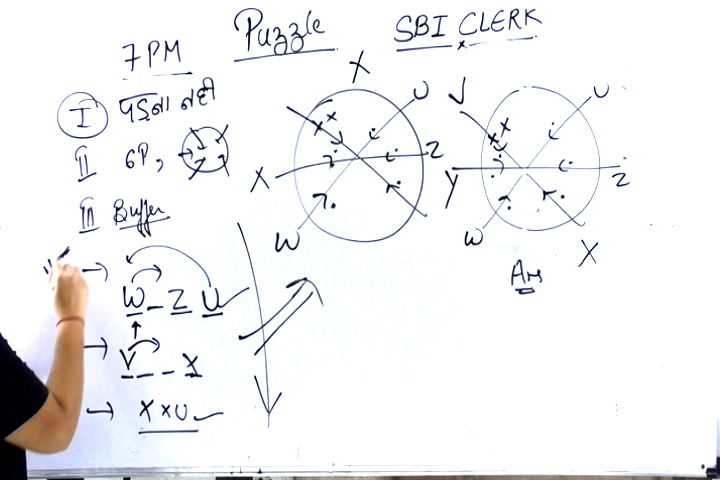 7PM Puzzle SBI CLERK
I पढ़ना नही
II 6P,
III Buffer
→ W _ Z U
→ V _ _ X
→ X X U
X
U
Z
X
W
V
U
Y
Z
W
X
Ans